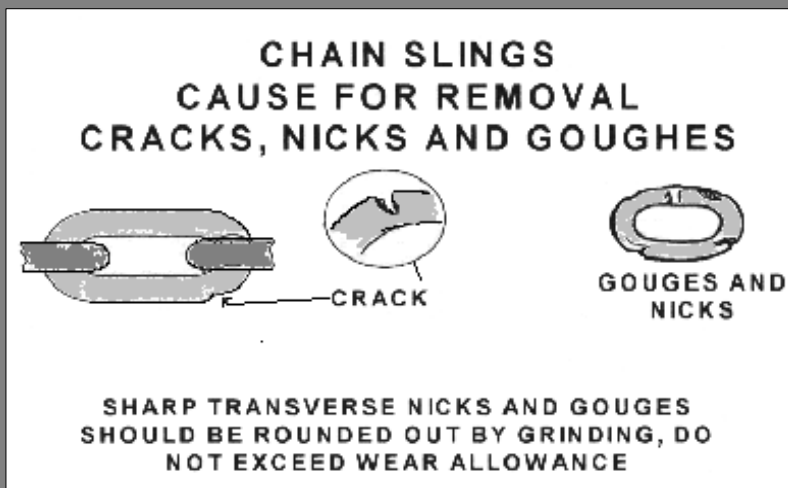 CHAIN SLINGS
CAUSE FOR REMOVAL
CRACKS, NICKS AND GOUGHES
CRACK
GOUGES AND
NICKS
SHARP TRANSVERSE NICKS AND GOUGES
SHOULD BE ROUNDED OUT BY GRINDING, DO
NOT EXCEED WEAR ALLOWANCE